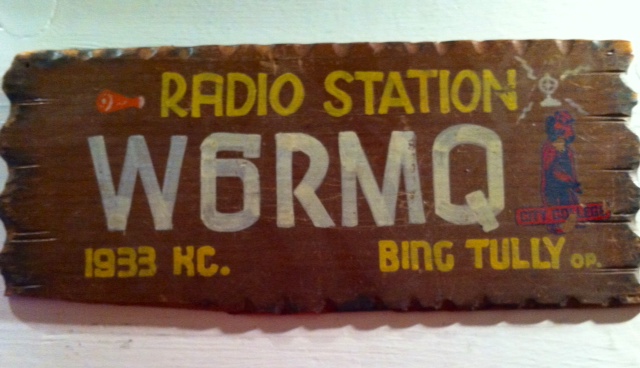 RADIO STATION
W6RMQ
1933 KC.
BING TULLY OP.